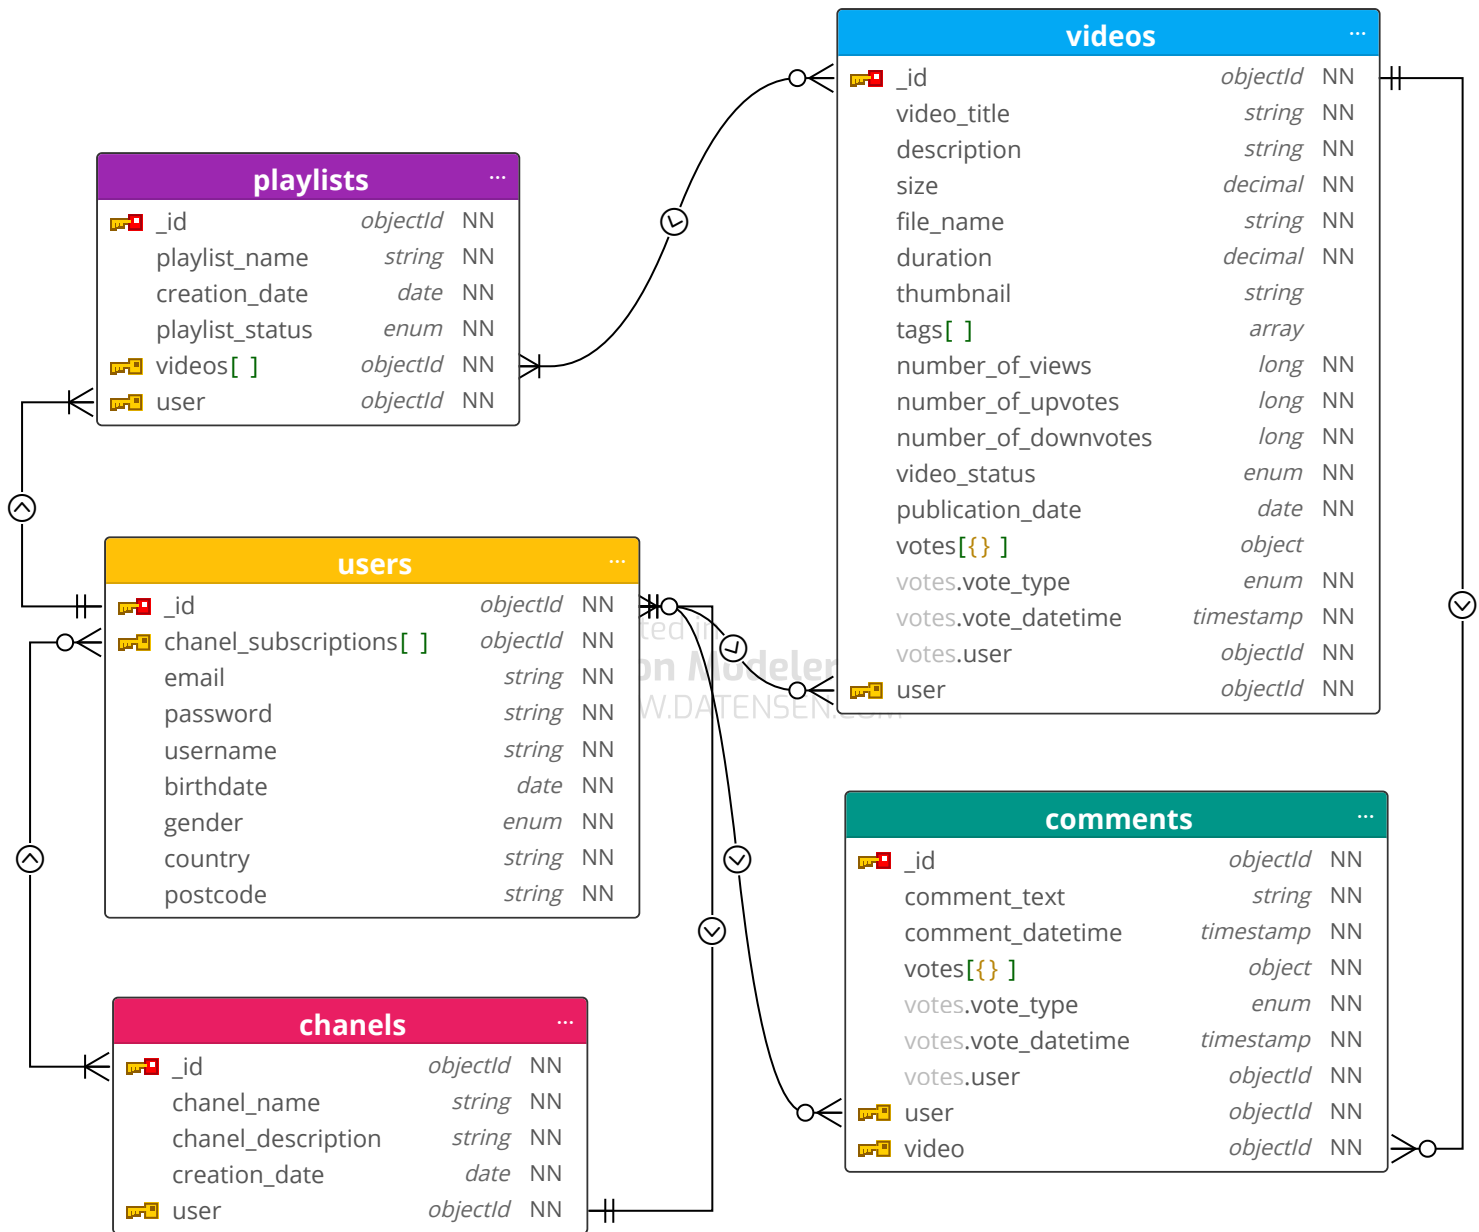 videos ...
_id objectId NN
video_title string NN
description string NN
size decimal NN
file_name string NN
duration decimal NN
thumbnail string
tags[ ] array
number_of_views long NN
number_of_upvotes long NN
number_of_downvotes long NN
video_status enum NN
publication_date date NN
votes[{} ] object
votes.vote_type enum NN
votes.vote_datetime timestamp NN
votes.user objectId NN
user objectId NN
playlists ...
_id objectId NN
playlist_name string NN
creation_date date NN
playlist_status enum NN
videos[ ] objectId NN
user objectId NN
users ...
_id objectId NN
chanel_subscriptions[ ] objectId NN
email string NN
password string NN
username string NN
birthdate date NN
gender enum NN
country string NN
postcode string NN
ted in
on Modeler
W.DATENSEN.COM
comments ...
_id objectId NN
comment_text string NN
comment_datetime timestamp NN
votes[{} ] object NN
votes.vote_type enum NN
votes.vote_datetime timestamp NN
votes.user objectId NN
user objectId NN
video objectId NN
chanels ...
_id objectId NN
chanel_name string NN
chanel_description string NN
creation_date date NN
user objectId NN